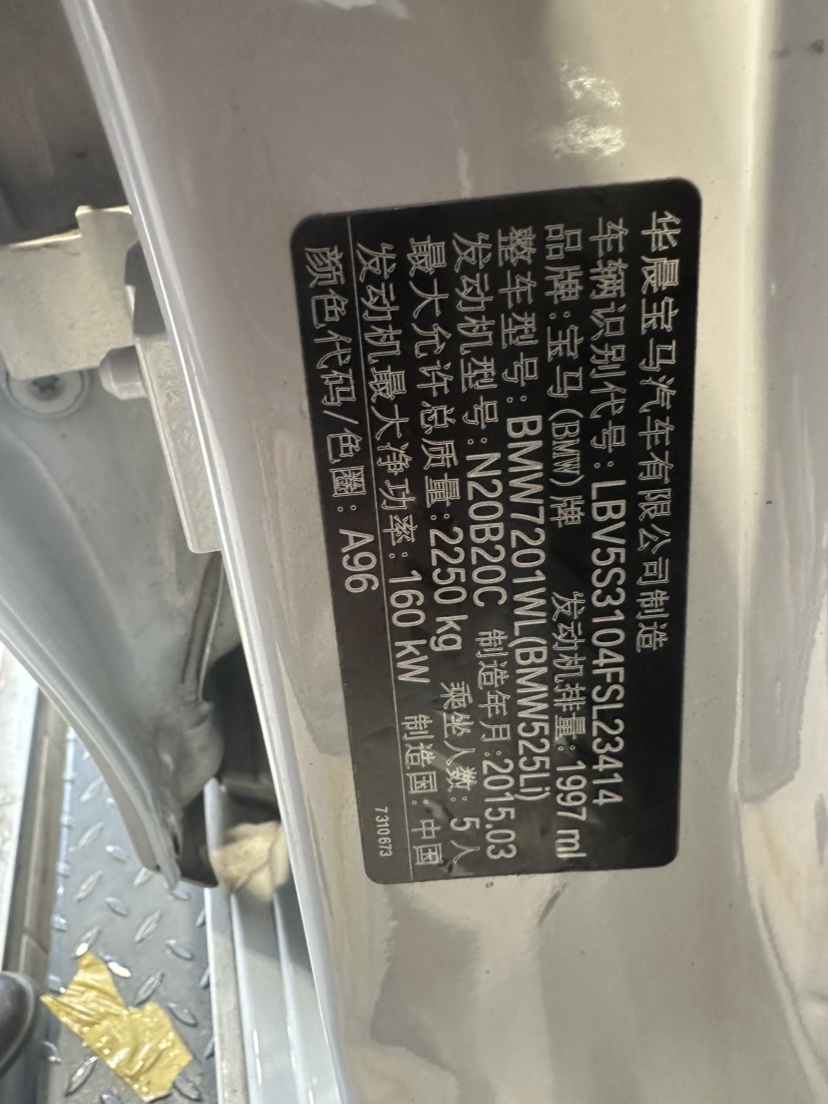 华晨宝马汽车有限公司制造
车辆识别代号:LBV5S3104FSL23414
品牌:宝马(BMW)牌 发动机排量:1997 ml
整车型号:BMW7201WL(BMW525Li)
发动机型号:N20B20C 制造年月:2015.03
最大允许总质量:2250 kg 乘坐人数: 5人
发动机最大净功率: 160 kW 制造国: 中国
颜色代码/色圈: A96
7310673